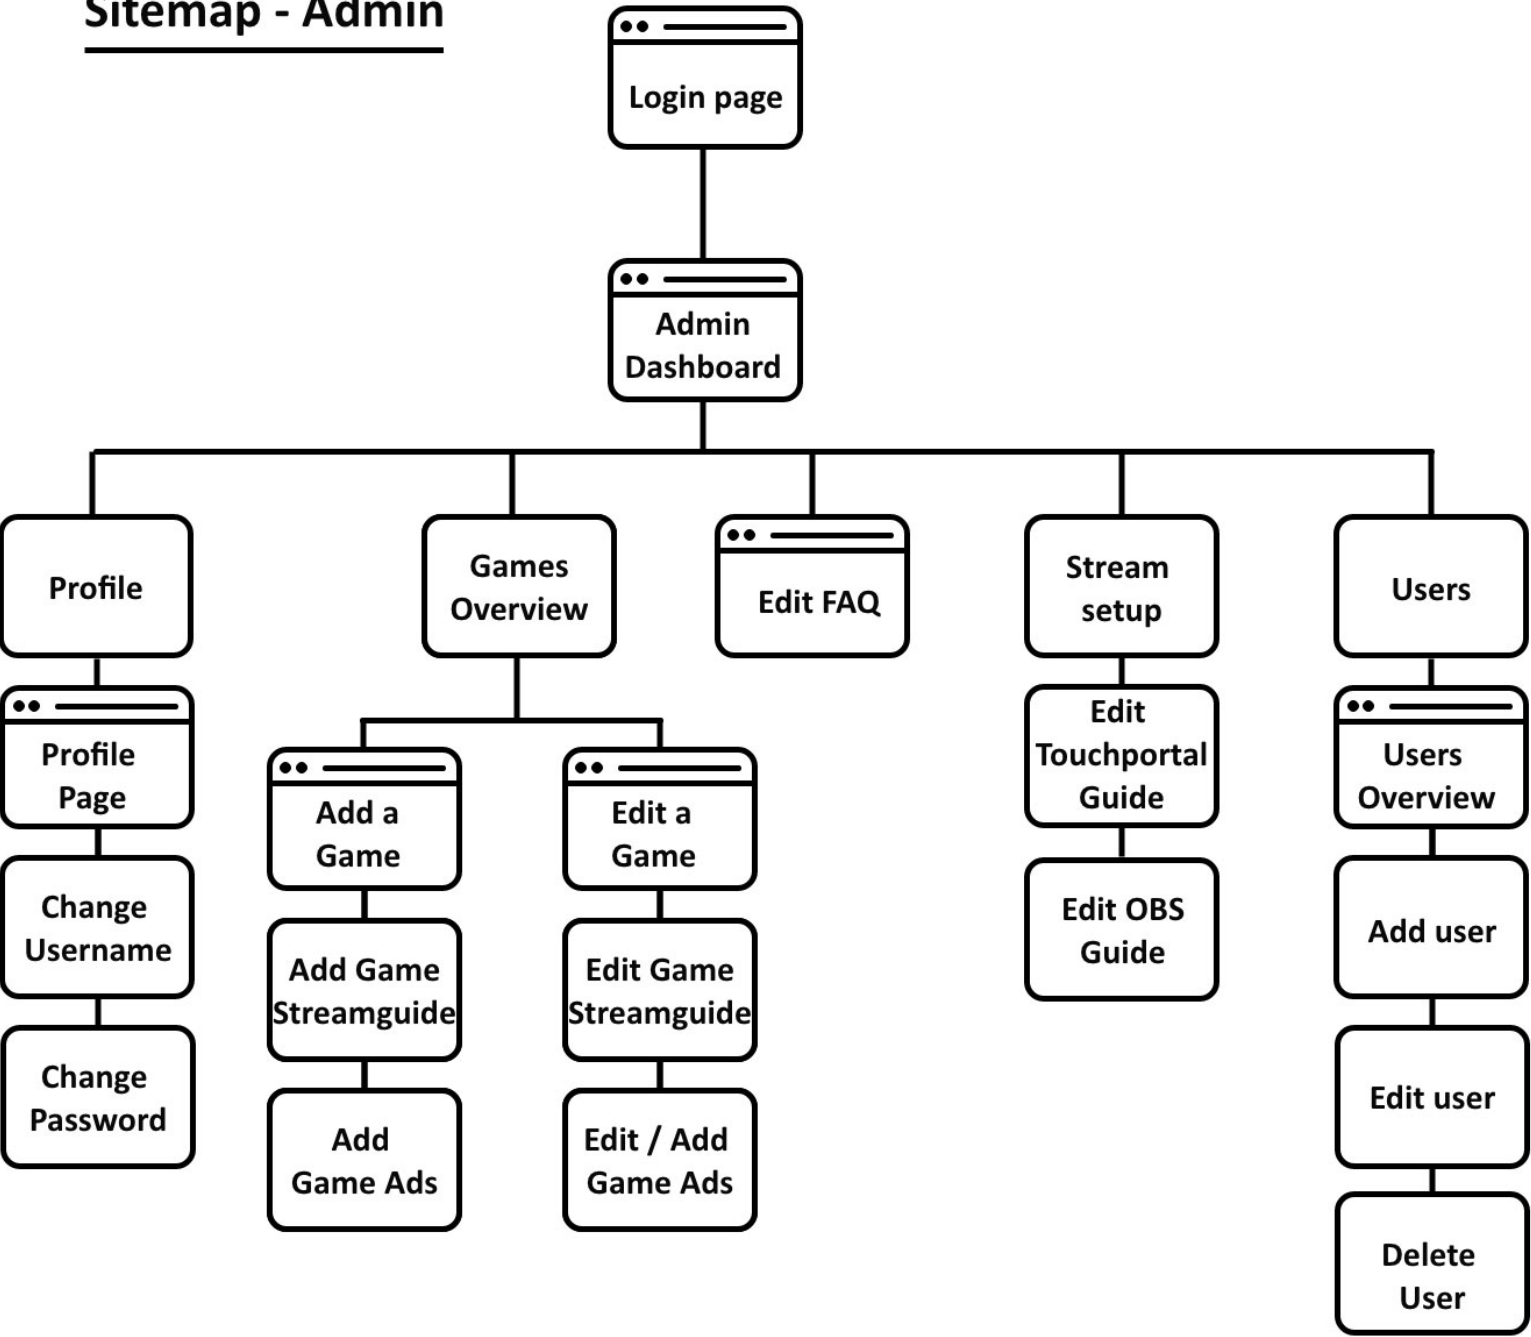 Sitemap - Admin
Login page
Admin
Dashboard
Profile
Games
Overview
Edit FAQ
Stream
setup
Users
Profile
Page
Change
Username
Change
Password
Add a
Game
Add Game
Streamguide
Add
Game Ads
Edit a
Game
Edit Game
Streamguide
Edit / Add
Game Ads
Edit
Touchportal
Guide
Edit OBS
Guide
Users
Overview
Add user
Edit user
Delete
User